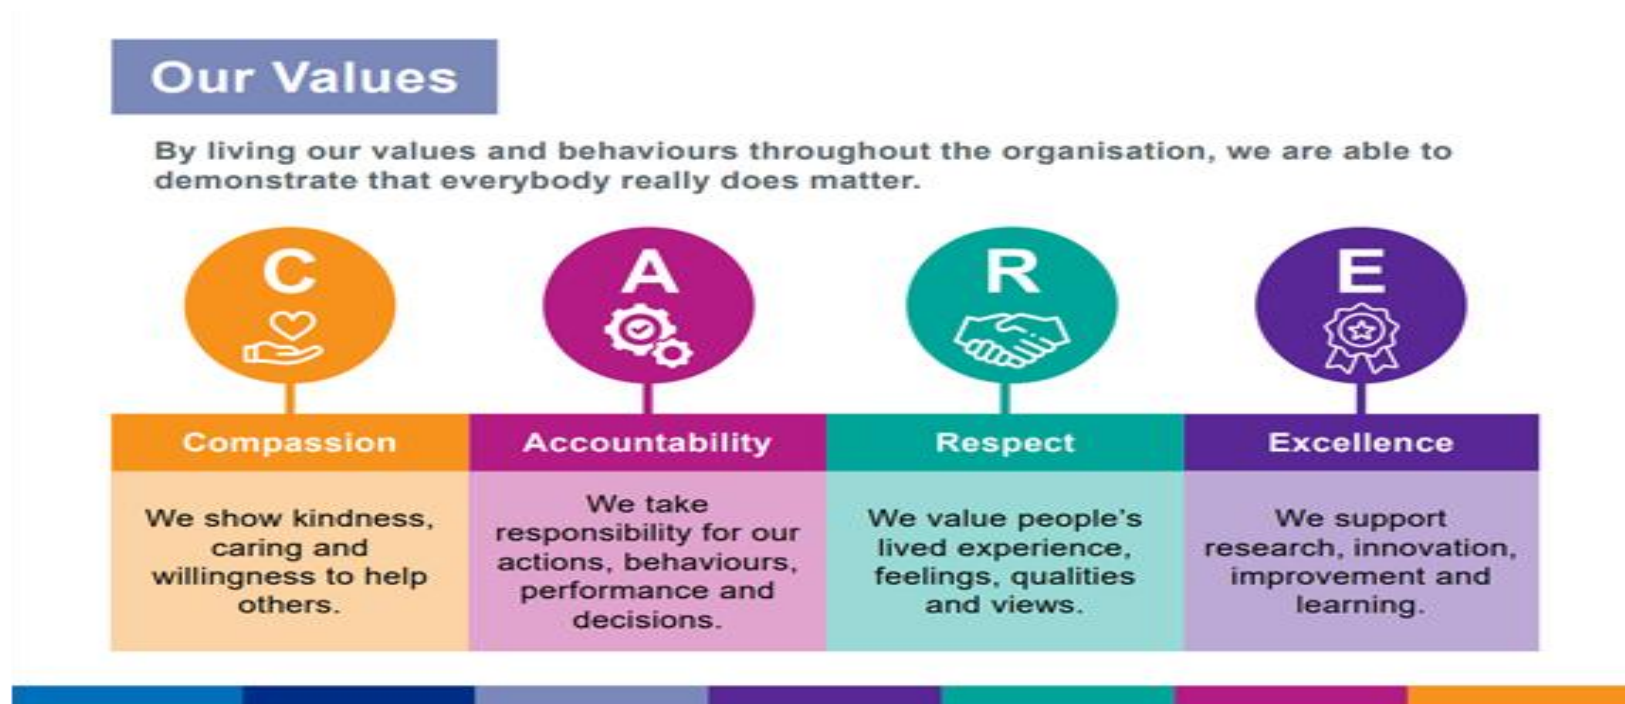 Our Values
By living our values and behaviours throughout the organisation, we are able to
demonstrate that everybody really does matter.
C
A
R
E
Compassion
Accountability
Respect
Excellence
We show kindness,
caring and
willingness to help
others.
We take
responsibility for our
actions, behaviours,
performance and
decisions.
We value people's
lived experience,
feelings, qualities
and views.
We support
research, innovation,
improvement and
learning.